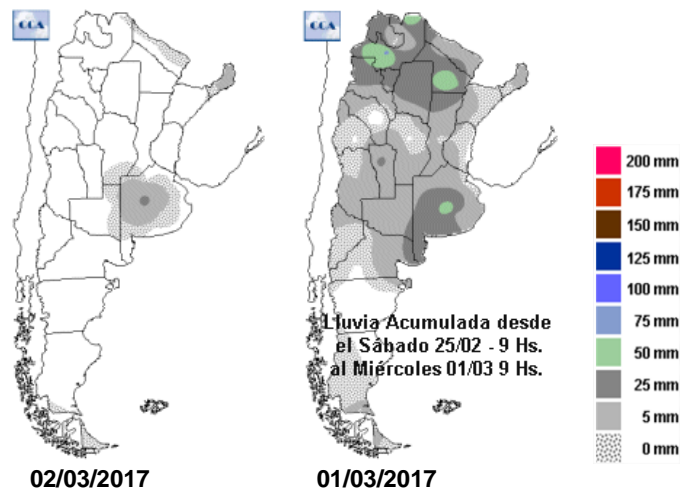 CCA
CCA
Lluvia Acumulada desde
el Sábado 25/02 - 9 Hs.
al Miércoles 01/03 9 Hs.
200 mm
175 mm
150 mm
125 mm
100 mm
75 mm
50 mm
25 mm
5 mm
0 mm
02/03/2017
01/03/2017